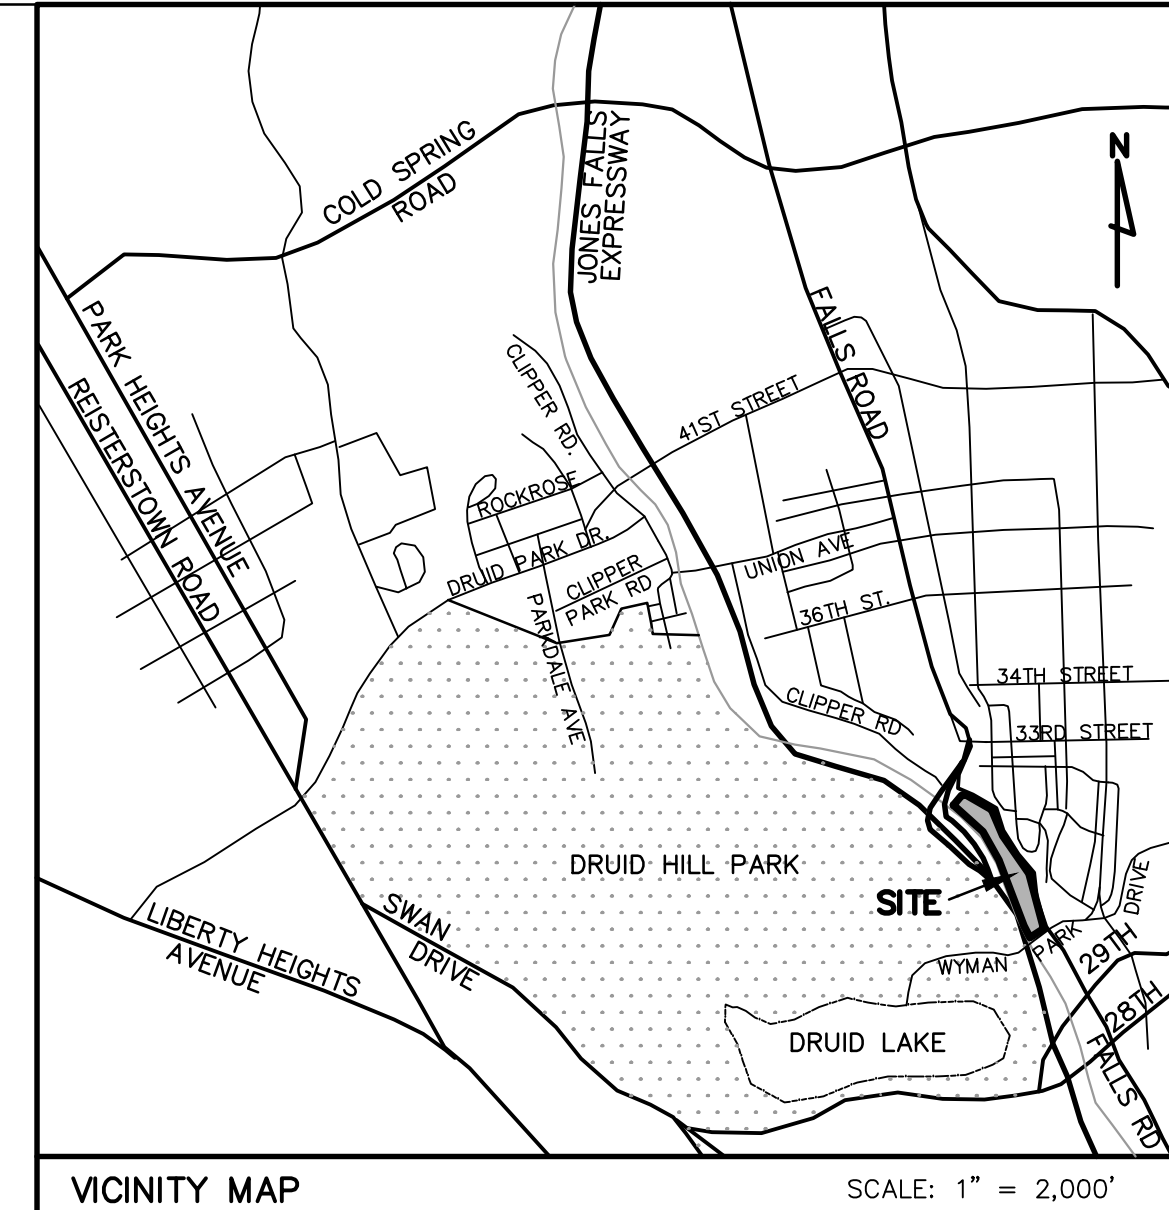 N
COLD SPRING
ROAD
JONES FALLS
EXPRESSWAY
FALLS ROAD
PARK HEIGHTS AVENUE
REISTERSTOWN ROAD
CLIPPER RD.
41ST STREET
ROCKROSE
DRUID PARK DR.
CLIPPER
PARK RD
UNION AVE
36TH ST.
PARKDALE AVE
34TH STREET
CLIPPER RD
33RD STREET
DRUID HILL PARK
SITE
SWAN
DRIVE
LIBERTY HEIGHTS
AVENUE
WYMAN PARK DRIVE
29TH
28TH
DRUID LAKE
FALLS RD
VICINITY MAP
SCALE: 1" = 2,000'